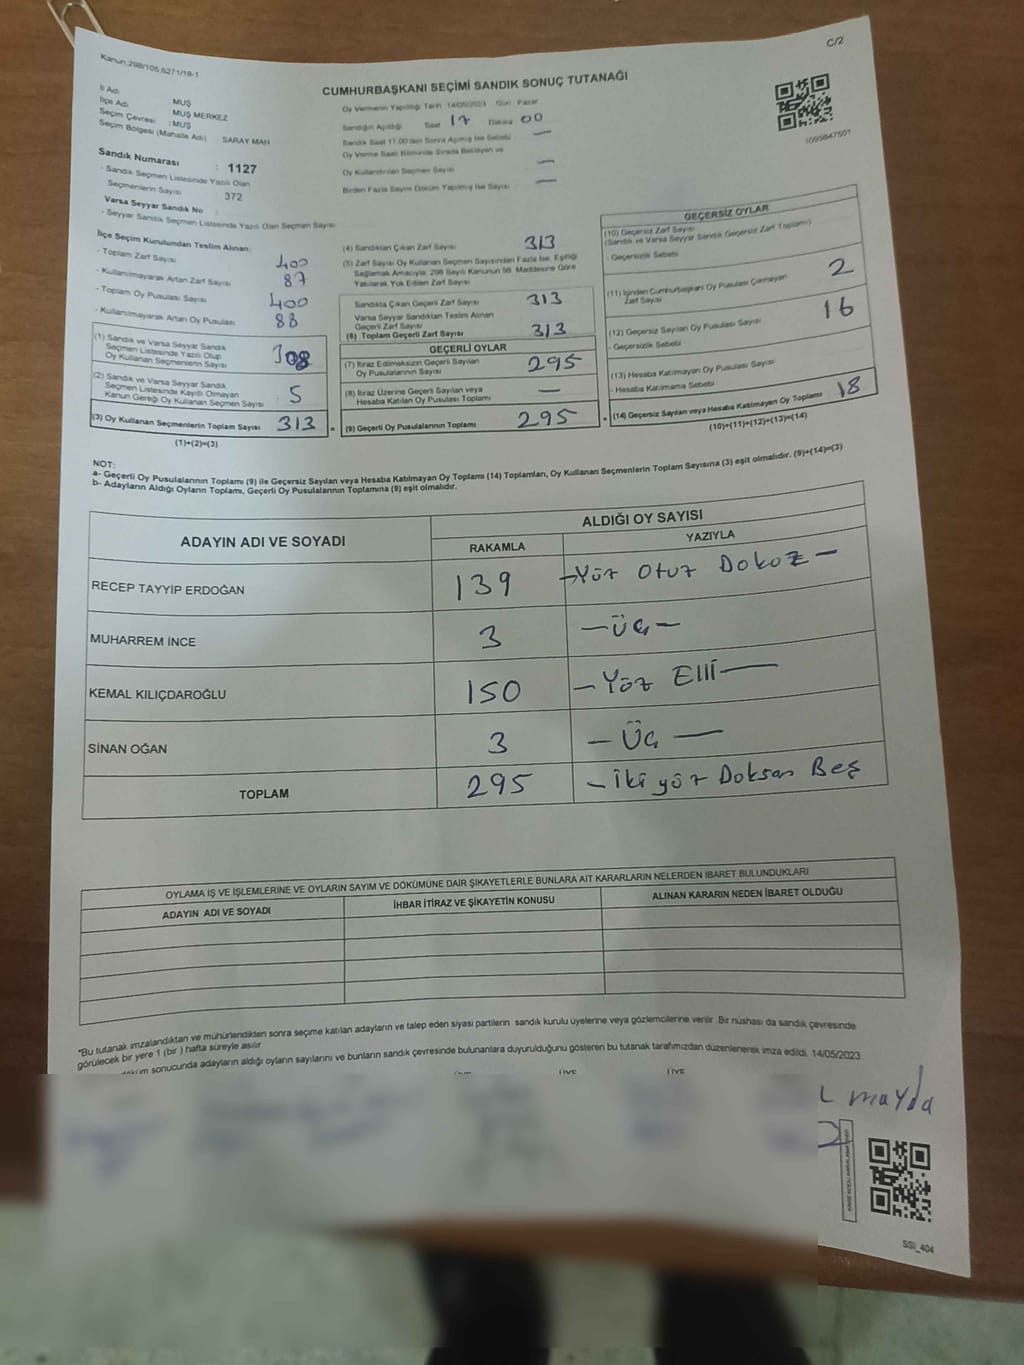 Kanun:298/105,6271/18-1
C/2
CUMHURBAŞKANI SEÇİMİ SANDIK SONUÇ TUTANAĞI
İl Adı : MUŞ
İlçe Adı : MUŞ MERKEZ
Seçim Çevresi : MUŞ
Seçim Bölgesi (Mahalle Adı) : SARAY MAH
Oy Vermenin Yapıldığı Tarih : 14/05/2023 Gün : Pazar
Sandığın Açıldığı Saat 17 Dakika 00
Sandık Saat 17:00'den Sonra Açılmış İse Sebebi —
Oy Verme Saati Bitiminde Sırada Bekleyen ve
Oy Kullandırılan Seçmen Sayısı —
Birden Fazla Sayım Döküm Yapılmış İse Sayısı —
1099847501
Sandık Numarası : 1127
- Sandık Seçmen Listesinde Yazılı Olan
Seçmenlerin Sayısı : 372
Varsa Seyyar Sandık No :
- Seyyar Sandık Seçmen Listesinde Yazılı Olan Seçmen Sayısı :
İlçe Seçim Kurulundan Teslim Alınan:
- Toplam Zarf Sayısı 400
- Kullanılmayarak Artan Zarf Sayısı 87
- Toplam Oy Pusulası Sayısı 400
- Kullanılmayarak Artan Oy Pusulası 88
(1) Sandık ve Varsa Seyyar Sandık
Seçmen Listesinde Yazılı Olup
Oy Kullanan Seçmenlerin Sayısı 308
(2) Sandık ve Varsa Seyyar Sandık
Seçmen Listesinde Kayıtlı Olmayan
Kanun Gereği Oy Kullanan Seçmen Sayısı 5
(3) Oy Kullanan Seçmenlerin Toplam Sayısı 313
(1)+(2)=(3)
(4) Sandıktan Çıkan Zarf Sayısı 313
(5) Zarf Sayısı Oy Kullanan Seçmen Sayısından Fazla İse, Eşitliği
Sağlamak Amacıyla, 298 Sayılı Kanunun 98. Maddesine Göre
Yakılarak Yok Edilen Zarf Sayısı
Sandıkta Çıkan Geçerli Zarf Sayısı 313
Varsa Seyyar Sandıktan Teslim Alınan
Geçerli Zarf Sayısı
(6) Toplam Geçerli Zarf Sayısı 313
GEÇERLİ OYLAR
(7) İtiraz Edilmeksizin Geçerli Sayılan
Oy Pusulalarının Sayısı 295
(8) İtiraz Üzerine Geçerli Sayılan veya
Hesaba Katılan Oy Pusulası Toplamı —
= (9) Geçerli Oy Pusulalarının Toplamı 295
GEÇERSİZ OYLAR
(10) Geçersiz Zarf Sayısı
(Sandık ve Varsa Seyyar Sandık Geçersiz Zarf Toplamı)
- Geçersizlik Sebebi
(11) İçinden Cumhurbaşkanı Oy Pusulası Çıkmayan
Zarf Sayısı 2
(12) Geçersiz Sayılan Oy Pusulası Sayısı 16
- Geçersizlik Sebebi
(13) Hesaba Katılmayan Oy Pusulası Sayısı
- Hesaba Katılmama Sebebi
+ (14) Geçersiz Sayılan veya Hesaba Katılmayan Oy Toplamı 18
(10)+(11)+(12)+(13)=(14)
NOT:
a- Geçerli Oy Pusulalarının Toplamı (9) ile Geçersiz Sayılan veya Hesaba Katılmayan Oy Toplamı (14) Toplamları, Oy Kullanan Seçmenlerin Toplam Sayısına (3) eşit olmalıdır. (9)+(14)=(3)
b- Adayların Aldığı Oyların Toplamı, Geçerli Oy Pusulalarının Toplamına (9) eşit olmalıdır.
ADAYIN ADI VE SOYADI
ALDIĞI OY SAYISI
RAKAMLA YAZIYLA
RECEP TAYYİP ERDOĞAN 139 —Yüz Otuz Dokuz—
MUHARREM İNCE 3 —Üç—
KEMAL KILIÇDAROĞLU 150 —Yüz Elli—
SİNAN OĞAN 3 —Üç—
TOPLAM 295 —İki yüz Doksan Beş
OYLAMA İŞ VE İŞLEMLERİNE VE OYLARIN SAYIM VE DÖKÜMÜNE DAİR ŞİKAYETLERLE BUNLARA AİT KARARLARIN NELERDEN İBARET BULUNDUKLARI
ADAYIN ADI VE SOYADI İHBAR İTİRAZ VE ŞİKAYETİN KONUSU ALINAN KARARIN NEDEN İBARET OLDUĞU
"Bu tutanak imzalandıktan ve mühürlendikten sonra seçime katılan adayların ve talep eden siyasi partilerin sandık kurulu üyelerine veya gözlemcilerine verilir. Bir nüshası da sandık çevresinde
görülecek bir yere 1 (bir ) hafta süreyle asılır.
döküm sonucunda adayların aldığı oyların sayılarını ve bunların sandık çevresinde bulunanlara duyurulduğunu gösteren bu tutanak tarafımızdan düzenlenerek imza edildi. 14/05/2023
ÜYE ÜYE ÜYE
SSI_404